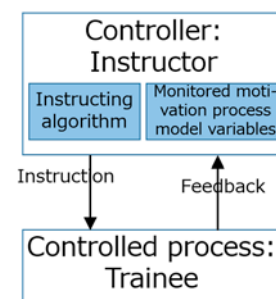 Controller:
Instructor
Instructing
algorithm
Monitored moti-
vation process
model variables
Instruction
Feedback
Controlled process:
Trainee